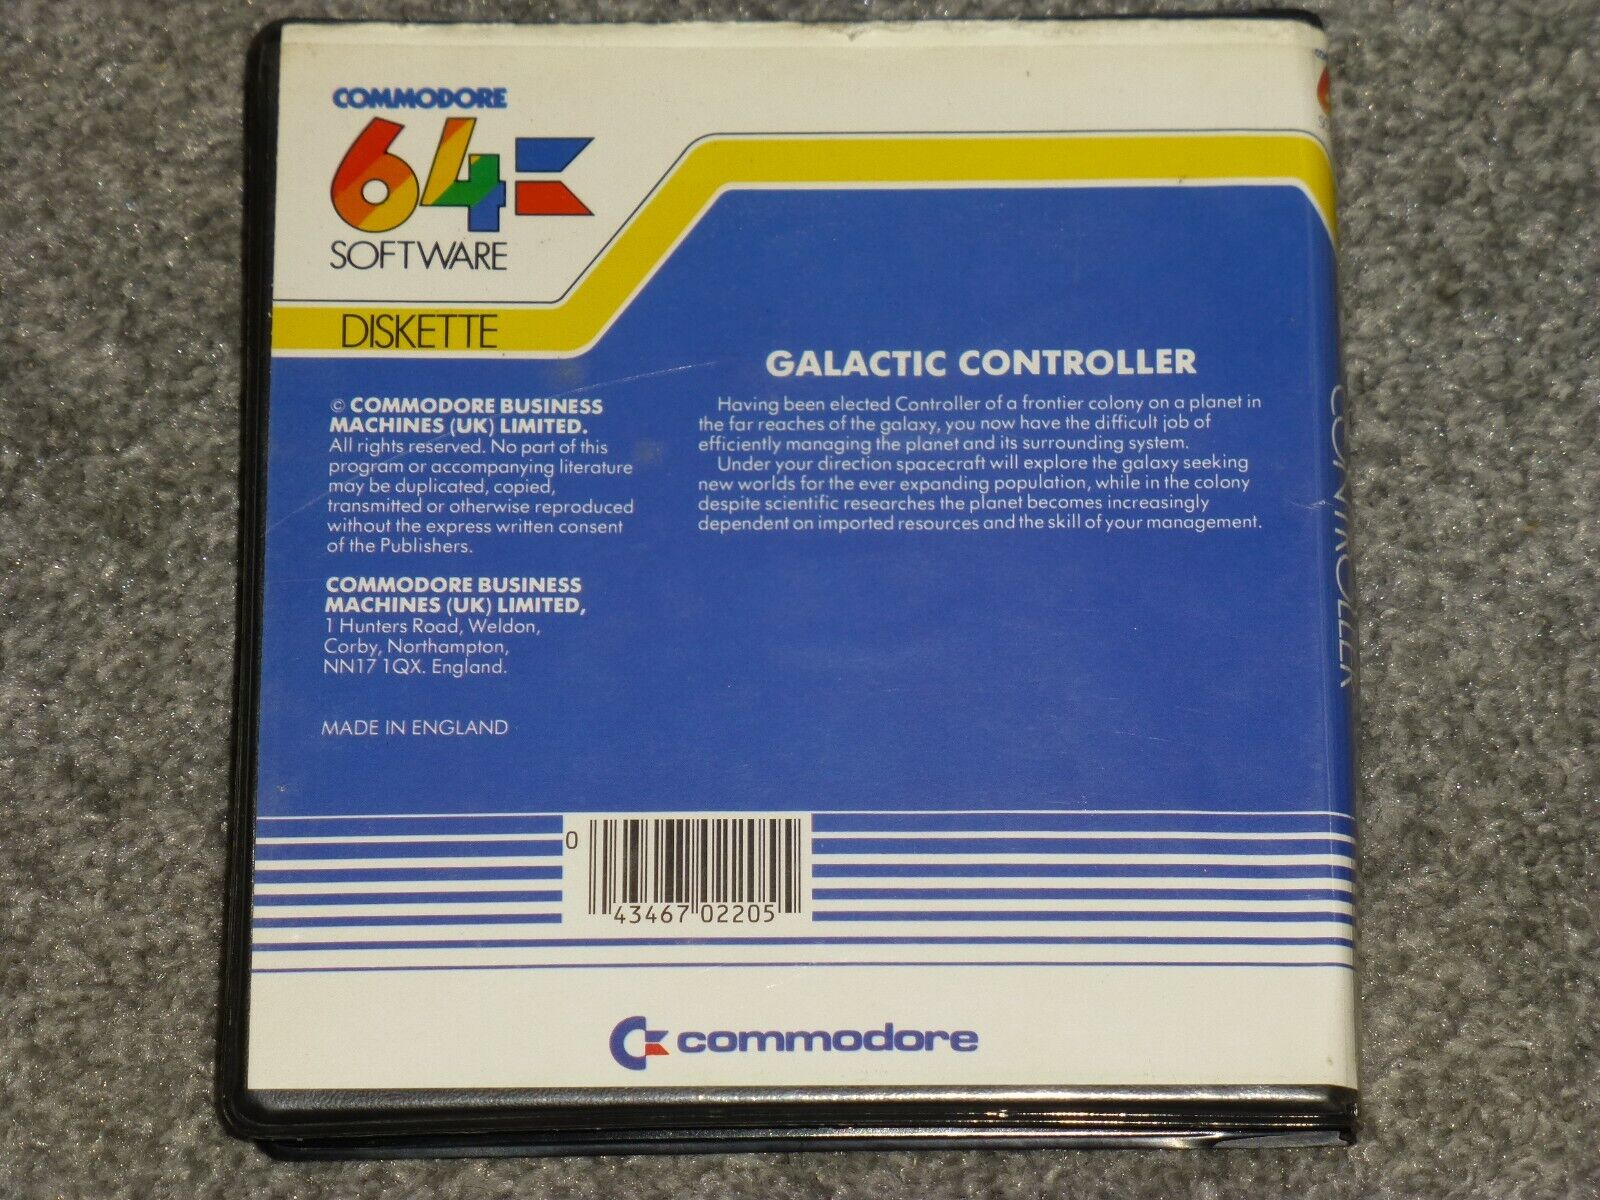 COMMODORE
64
SOFTWARE
DISKETTE
© COMMODORE BUSINESS
MACHINES (UK) LIMITED.
All rights reserved. No part of this
program or accompanying literature
may be duplicated, copied,
transmitted or otherwise reproduced
without the express written consent
of the Publishers.
COMMODORE BUSINESS
MACHINES (UK) LIMITED,
1 Hunters Road, Weldon,
Corby, Northampton,
NN17 1QX. England.
MADE IN ENGLAND
GALACTIC CONTROLLER
Having been elected Controller of a frontier colony on a planet in
the far reaches of the galaxy, you now have the difficult job of
efficiently managing the planet and its surrounding system.
Under your direction spacecraft will explore the galaxy seeking
new worlds for the ever expanding population, while in the colony
despite scientific researches the planet becomes increasingly
dependent on imported resources and the skill of your management.
0
43467 02205
commodore
CONTROLLER